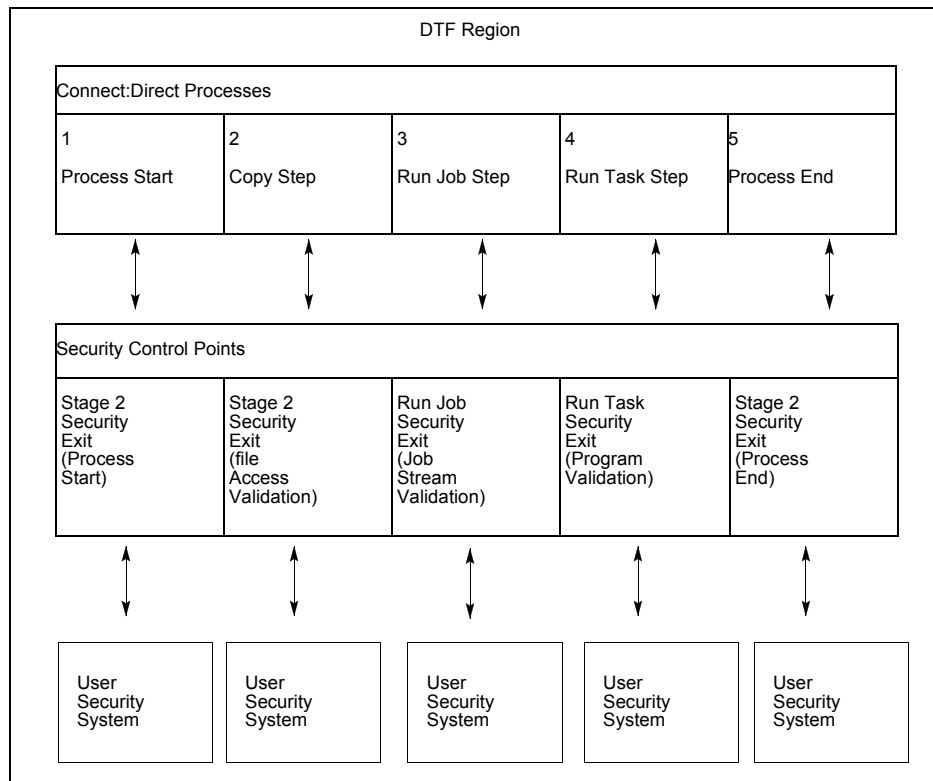 DTF Region
Connect:Direct Processes
1
Process Start
2
Copy Step
3
Run Job Step
4
Run Task Step
5
Process End
Security Control Points
Stage 2
Security
Exit
(Process
Start)
Stage 2
Security
Exit
(file
Access
Validation)
Run Job
Security
Exit
(Job
Stream
Validation)
Run Task
Security
Exit
(Program
Validation)
Stage 2
Security
Exit
(Process
End)
User
Security
System
User
Security
System
User
Security
System
User
Security
System
User
Security
System